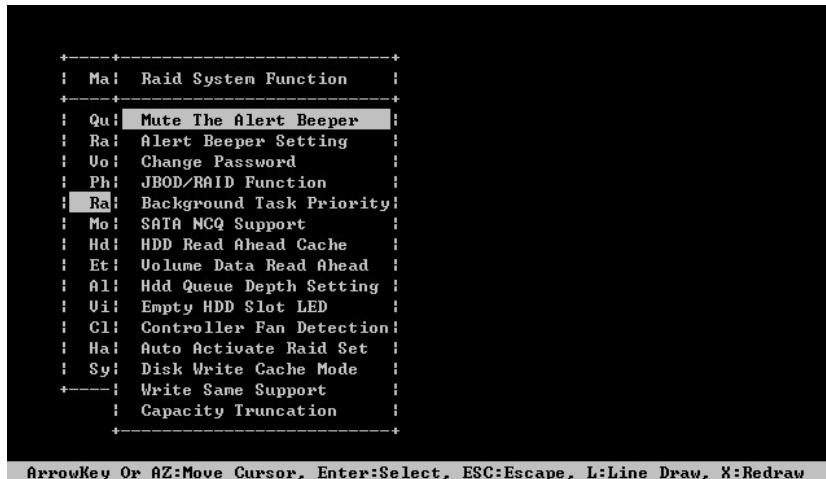 Ma Raid System Function
Qu Mute The Alert Beeper
Ra Alert Beeper Setting
Vo Change Password
Ph JBOD/RAID Function
Ra Background Task Priority
Mo SATA NCQ Support
Hd HDD Read Ahead Cache
Et Volume Data Read Ahead
Al Hdd Queue Depth Setting
Vi Empty HDD Slot LED
Cl Controller Fan Detection
Ha Auto Activate Raid Set
Sy Disk Write Cache Mode
Write Same Support
Capacity Truncation
ArrowKey Or AZ:Move Cursor, Enter:Select, ESC:Escape, L:Line Draw, X:Redraw